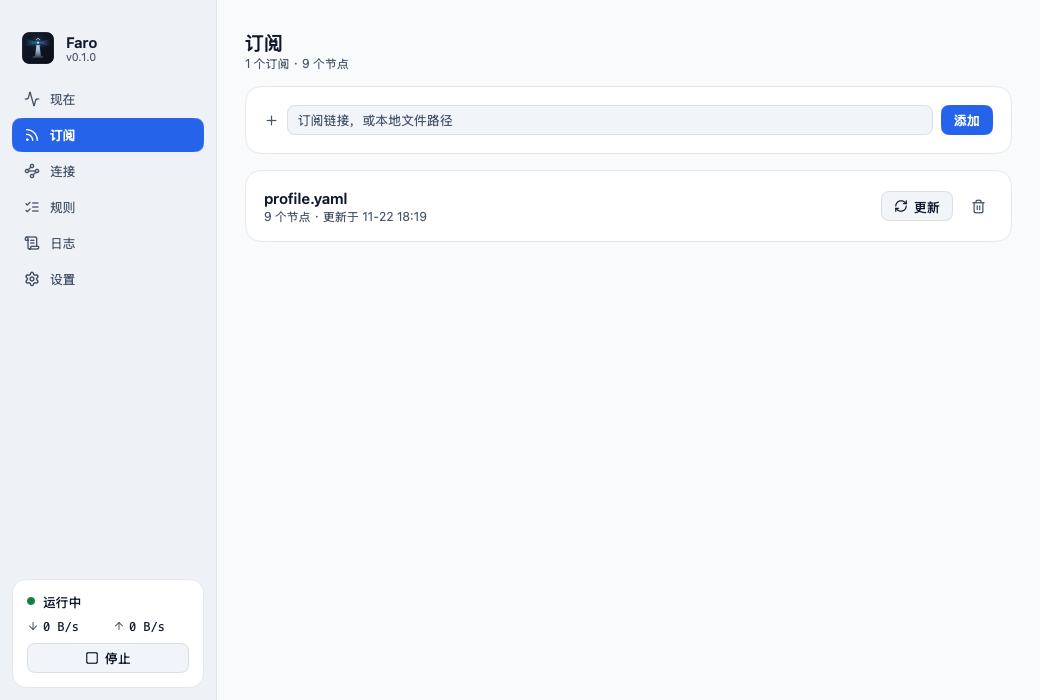 Faro
v0.1.0
现在
订阅
连接
规则
日志
设置
运行中
↓ 0 B/s ↑ 0 B/s
停止
订阅
1 个订阅 · 9 个节点
订阅链接，或本地文件路径
添加
profile.yaml
9 个节点 · 更新于 11-22 18:19
更新